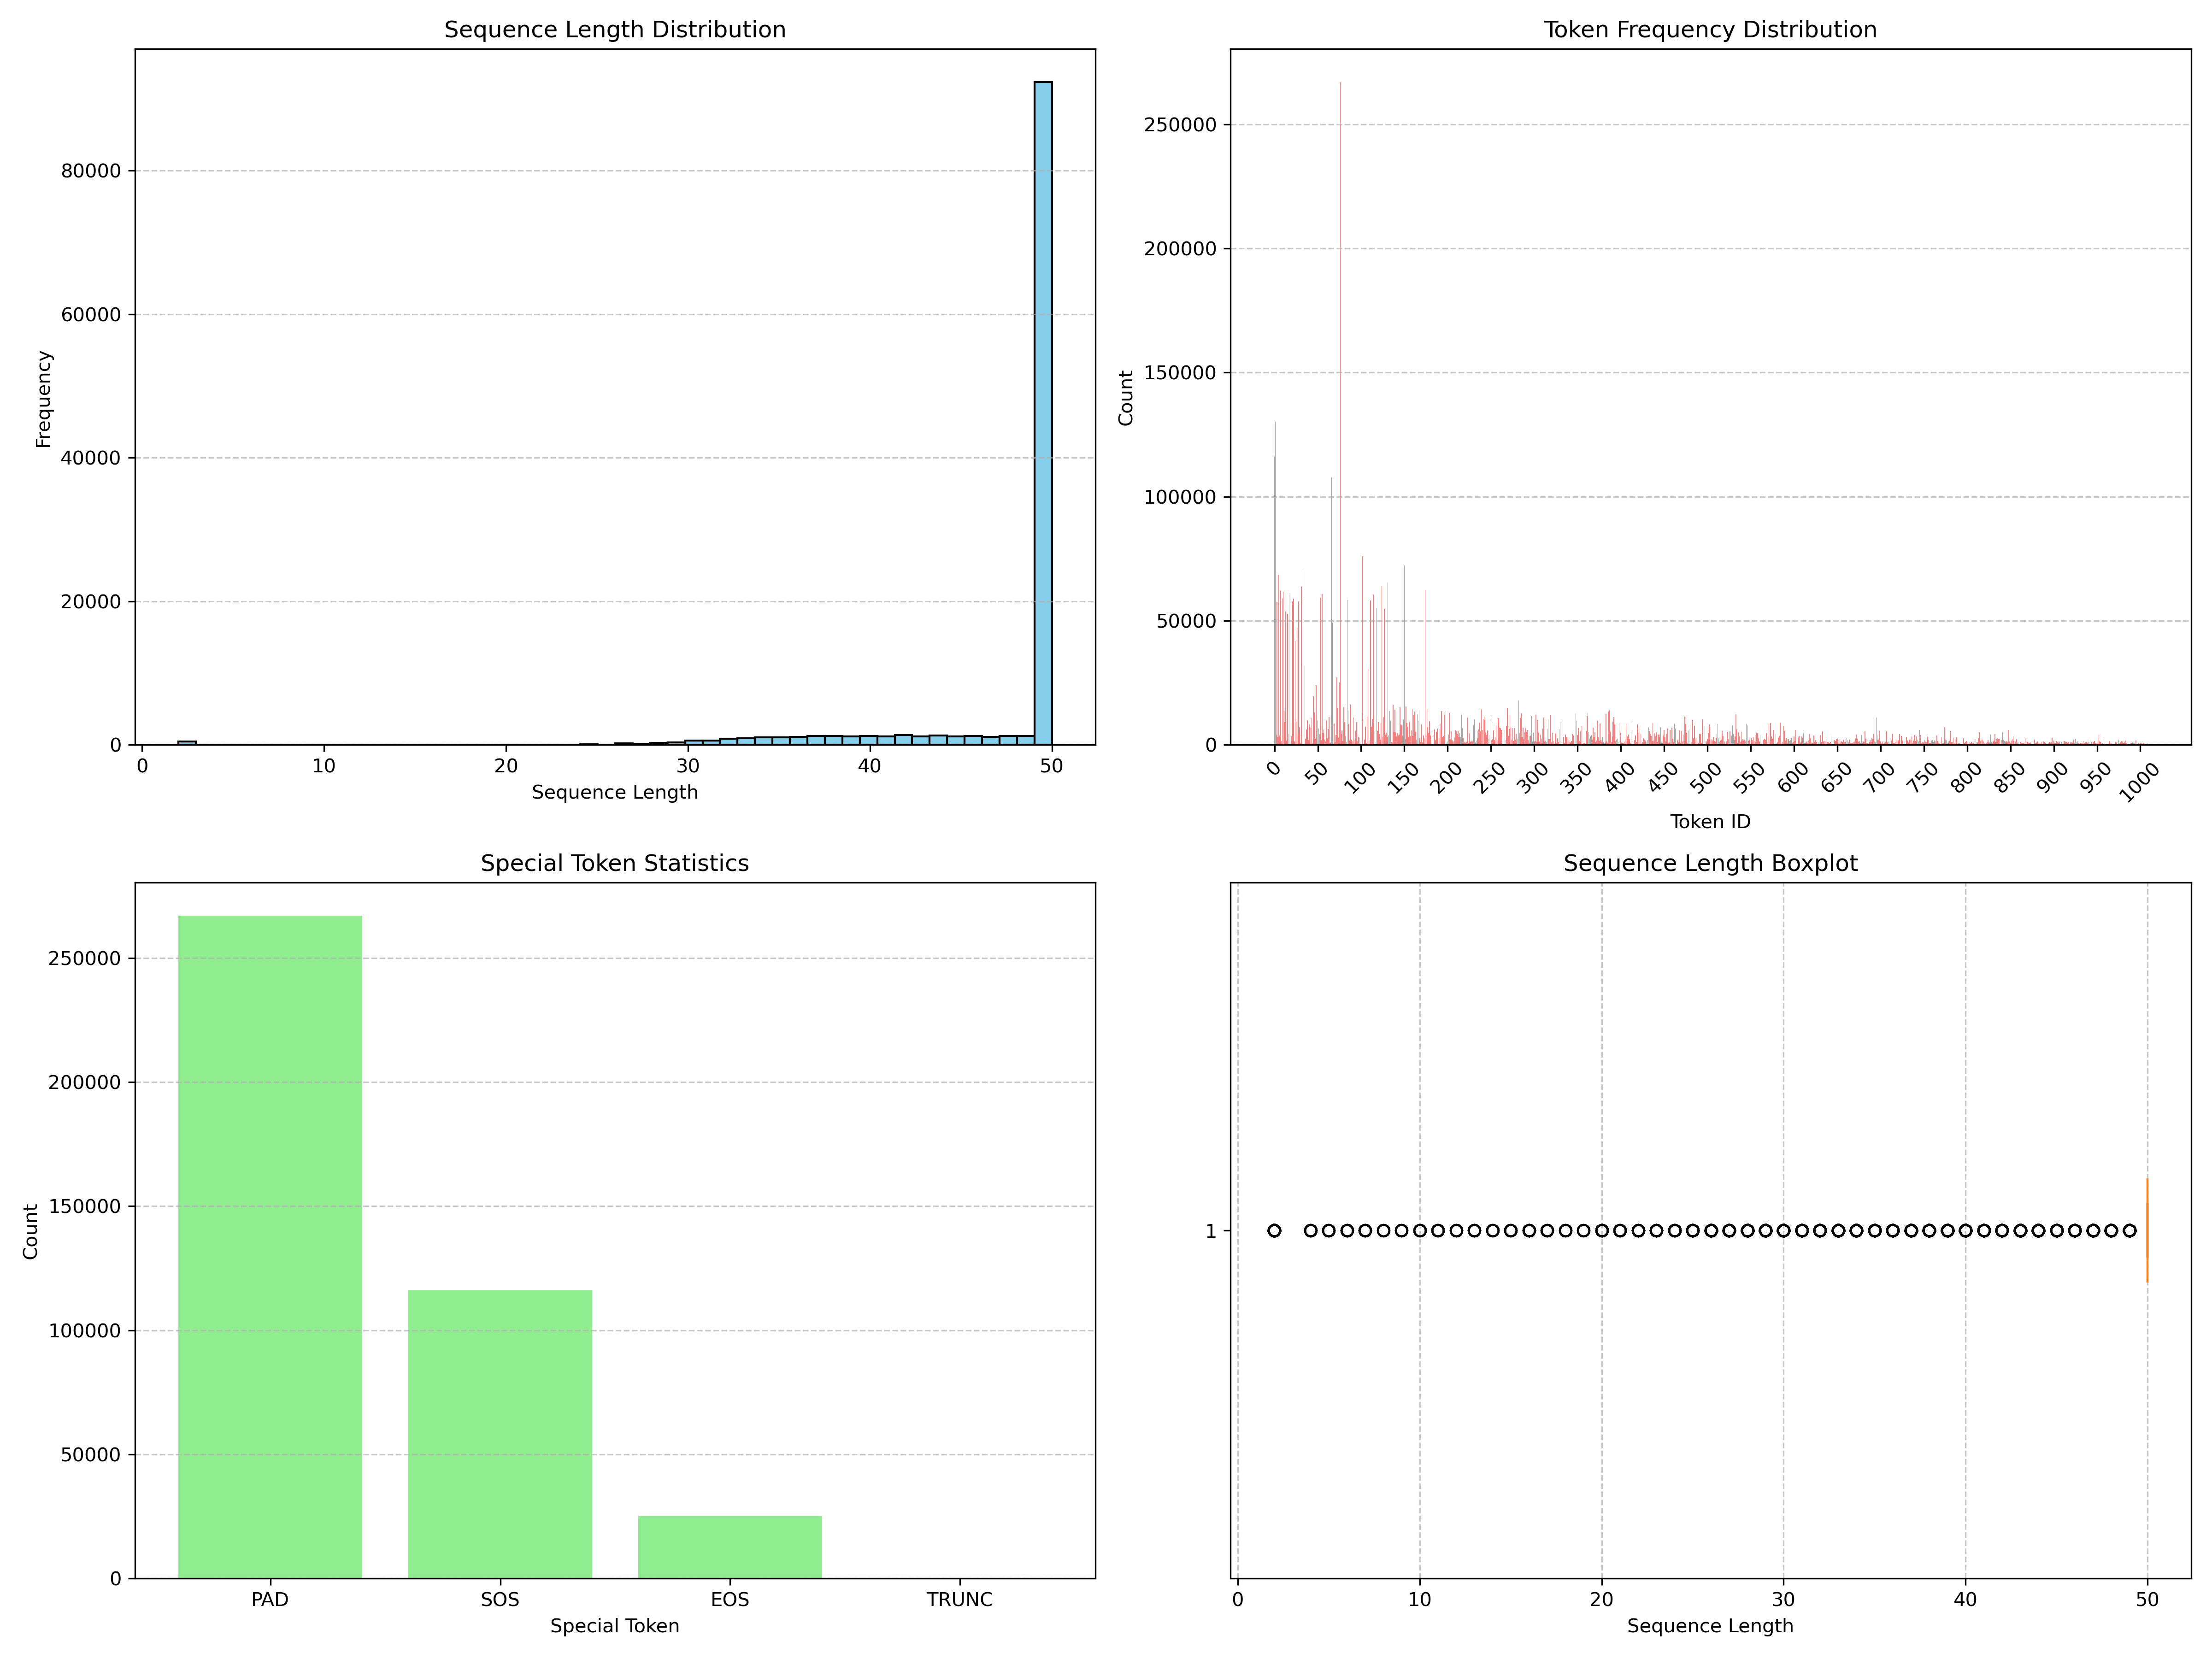 Sequence Length Distribution
80000
60000
40000
20000
0
Frequency
0 10 20 30 40 50
Sequence Length
Token Frequency Distribution
250000
200000
150000
100000
50000
0
Count
0 50 100 150 200 250 300 350 400 450 500 550 600 650 700 750 800 850 900 950 1000
Token ID
Special Token Statistics
250000
200000
150000
100000
50000
0
Count
PAD SOS EOS TRUNC
Special Token
Sequence Length Boxplot
1
0 10 20 30 40 50
Sequence Length